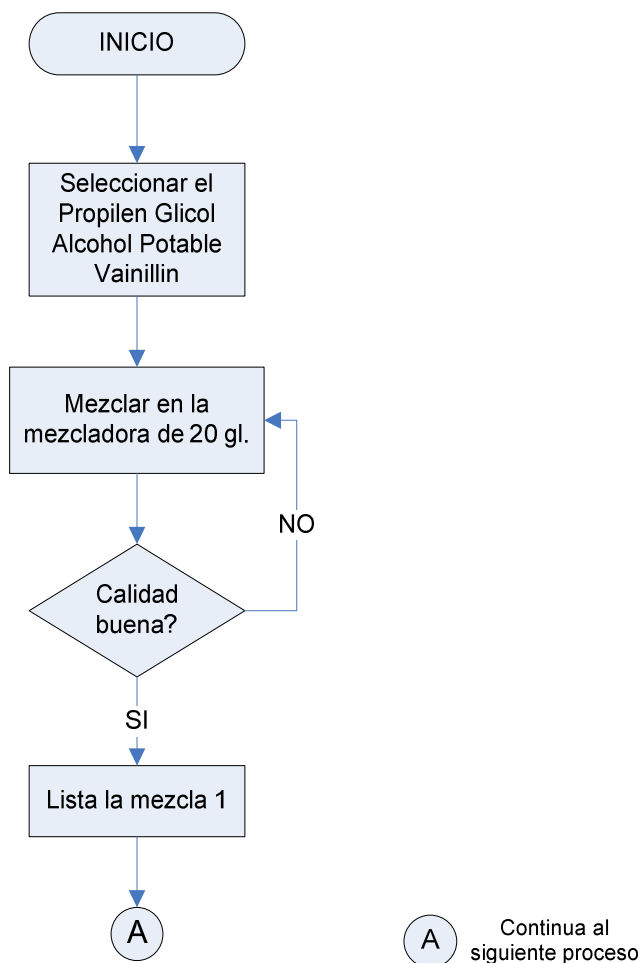 INICIO
Seleccionar el
Propilen Glicol
Alcohol Potable
Vainillin
Mezclar en la
mezcladora de 20 gl.
NO
Calidad
buena?
SI
Lista la mezcla 1
A
A
Continua al
siguiente proceso